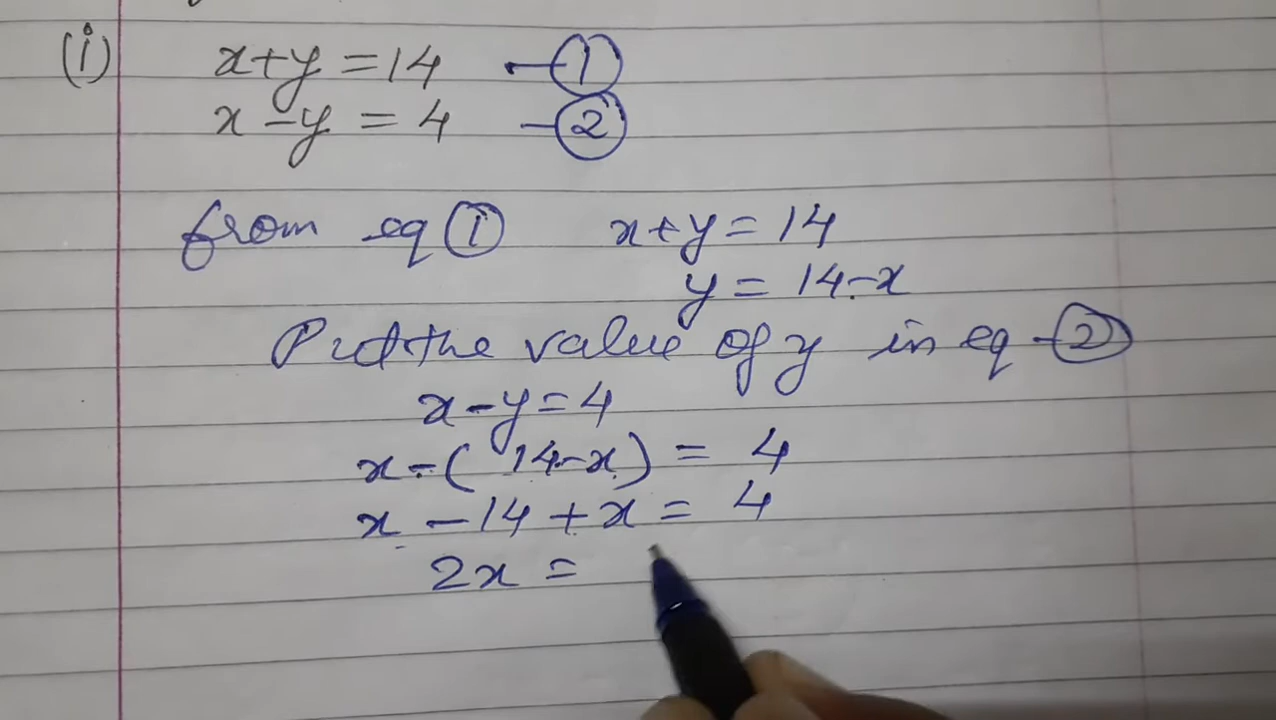 (i) x+y=14 -①
x-y=4 -②
from eq ① x+y=14
y=14-x
Put the value of y in eq -②
x-y=4
x-(14-x)=4
x-14+x=4
2x=